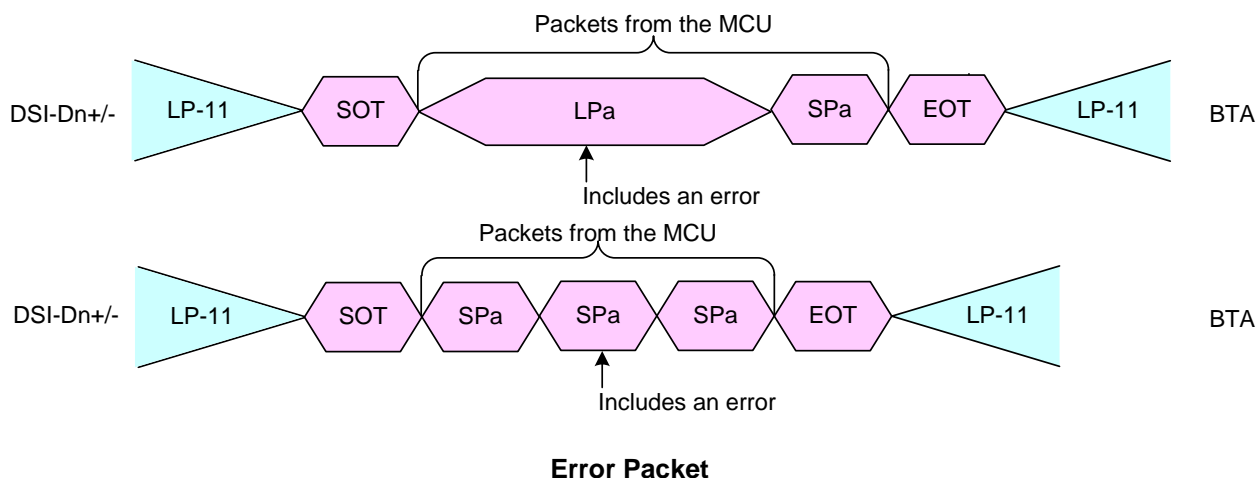 Packets from the MCU
DSI-Dn+/- LP-11 SOT LPa SPa EOT LP-11 BTA
Includes an error
Packets from the MCU
DSI-Dn+/- LP-11 SOT SPa SPa SPa EOT LP-11 BTA
Includes an error
Error Packet